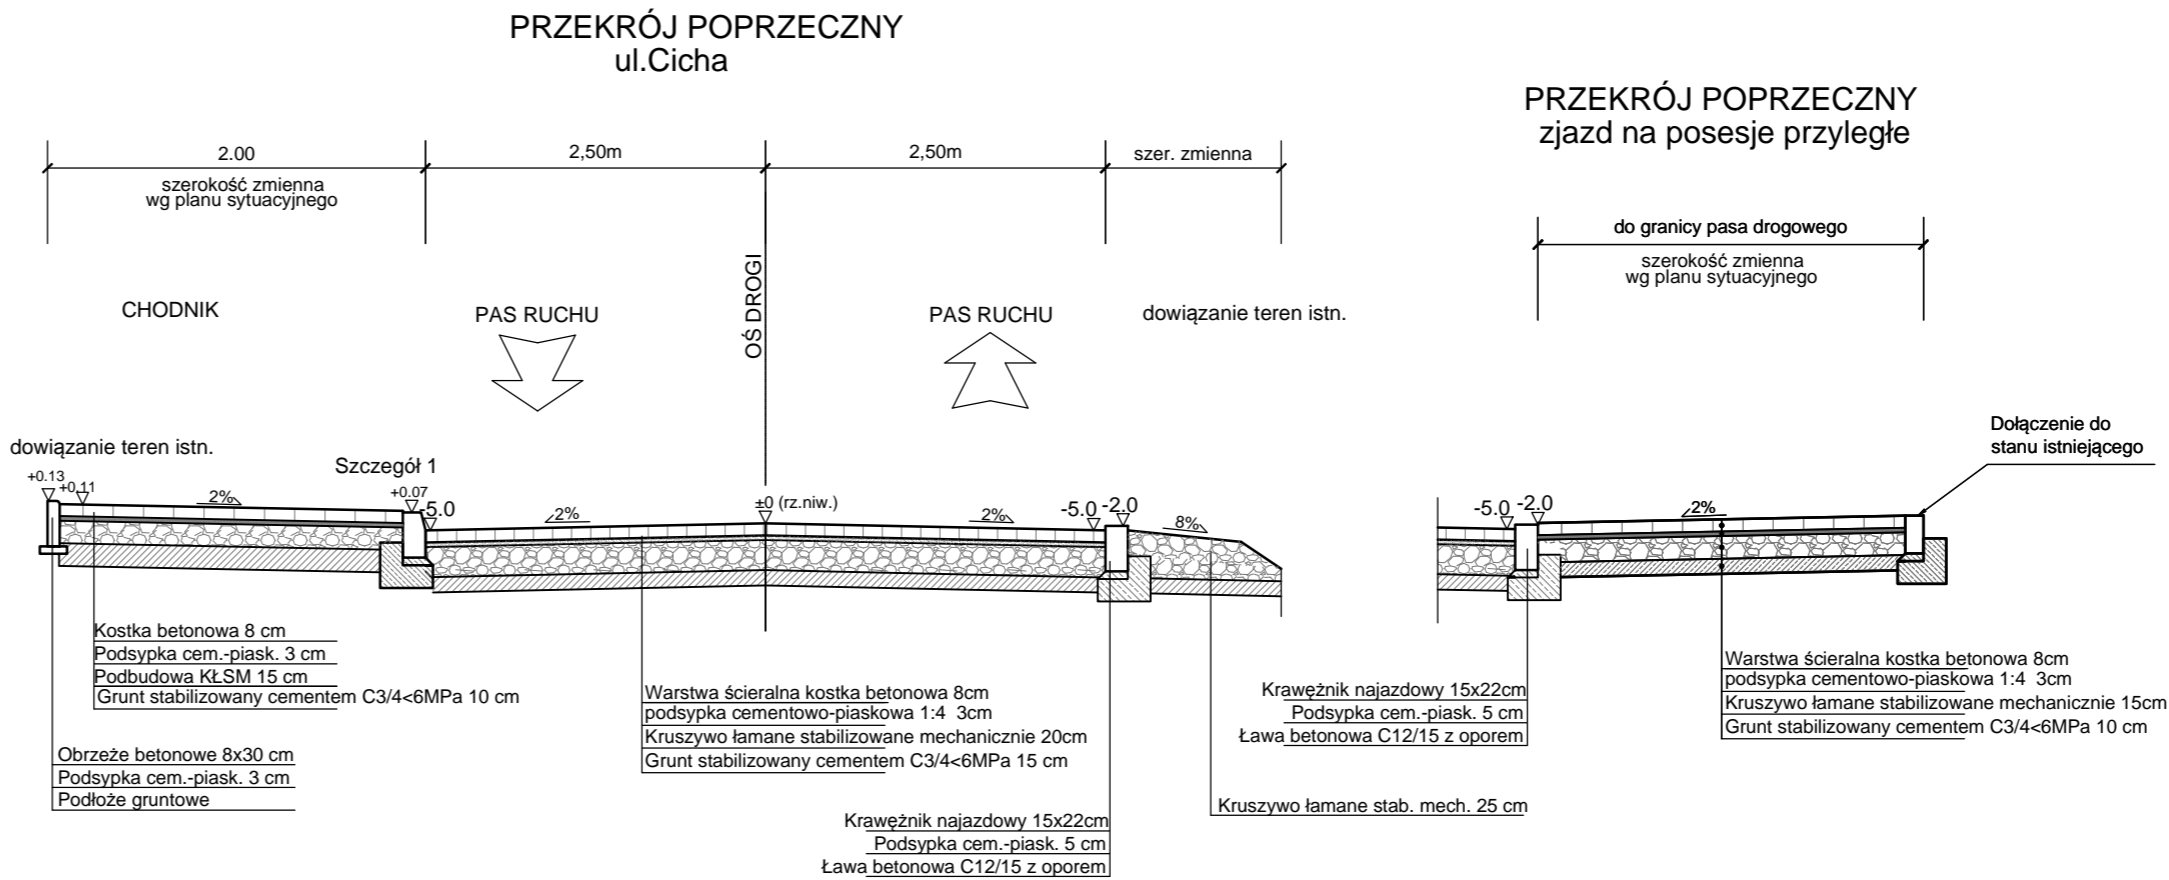 PRZEKRÓJ POPRZECZNY
ul.Cicha
2.00
szerokość zmienna
wg planu sytuacyjnego
2,50m
2,50m
szer. zmienna
CHODNIK
PAS RUCHU
OŚ DROGI
PAS RUCHU
dowiązanie teren istn.
dowiązanie teren istn.
Szczegół 1
+0.13
+0.11
2%
+0.07
-5.0
2%
±0 (rz.niw.)
2%
-5.0
-2.0
8%
Kostka betonowa 8 cm
Podsypka cem.-piask. 3 cm
Podbudowa KŁSM 15 cm
Grunt stabilizowany cementem C3/4<6MPa 10 cm
Obrzeże betonowe 8x30 cm
Podsypka cem.-piask. 3 cm
Podłoże gruntowe
Warstwa ścieralna kostka betonowa 8cm
podsypka cementowo-piaskowa 1:4 3cm
Kruszywo łamane stabilizowane mechanicznie 20cm
Grunt stabilizowany cementem C3/4<6MPa 15 cm
Krawężnik najazdowy 15x22cm
Podsypka cem.-piask. 5 cm
Ława betonowa C12/15 z oporem
Kruszywo łamane stab. mech. 25 cm
PRZEKRÓJ POPRZECZNY
zjazd na posesje przyległe
do granicy pasa drogowego
szerokość zmienna
wg planu sytuacyjnego
Dołączenie do
stanu istniejącego
-5.0
-2.0
2%
Krawężnik najazdowy 15x22cm
Podsypka cem.-piask. 5 cm
Ława betonowa C12/15 z oporem
Warstwa ścieralna kostka betonowa 8cm
podsypka cementowo-piaskowa 1:4 3cm
Kruszywo łamane stabilizowane mechanicznie 15cm
Grunt stabilizowany cementem C3/4<6MPa 10 cm